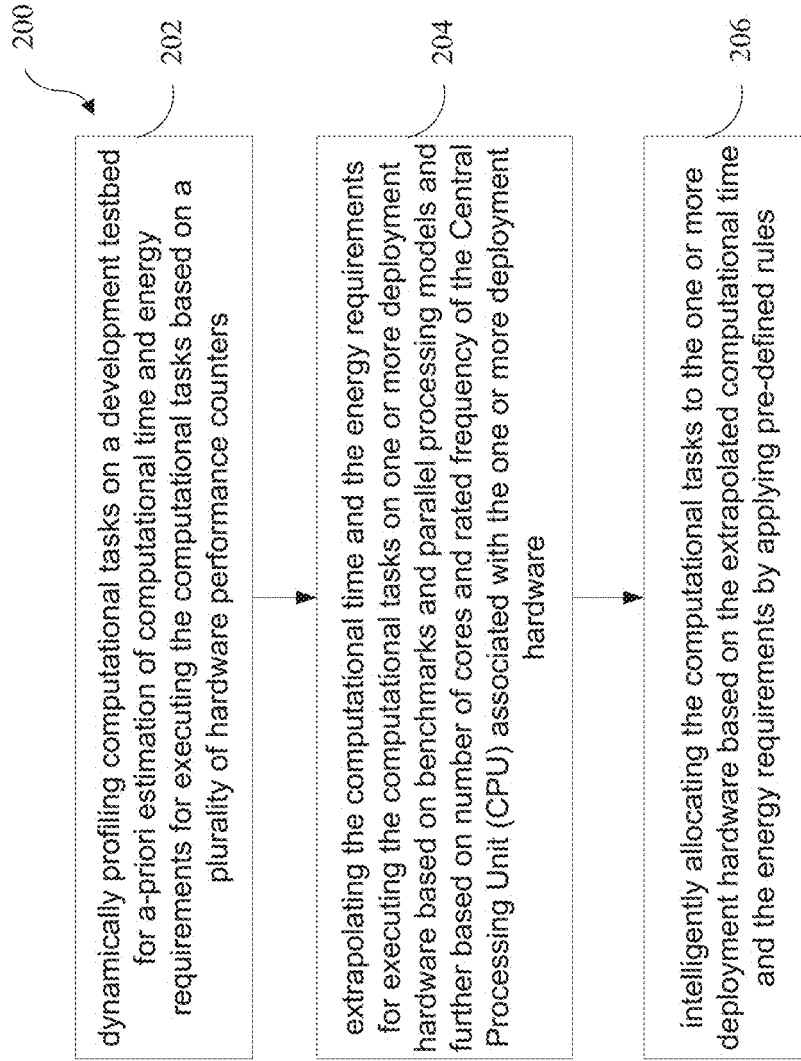 200
202
dynamically profiling computational tasks on a development testbed
for a-priori estimation of computational time and energy
requirements for executing the computational tasks based on a
plurality of hardware performance counters
204
extrapolating the computational time and the energy requirements
for executing the computational tasks on one or more deployment
hardware based on benchmarks and parallel processing models and
further based on number of cores and rated frequency of the Central
Processing Unit (CPU) associated with the one or more deployment
hardware
206
intelligently allocating the computational tasks to the one or more
deployment hardware based on the extrapolated computational time
and the energy requirements by applying pre-defined rules